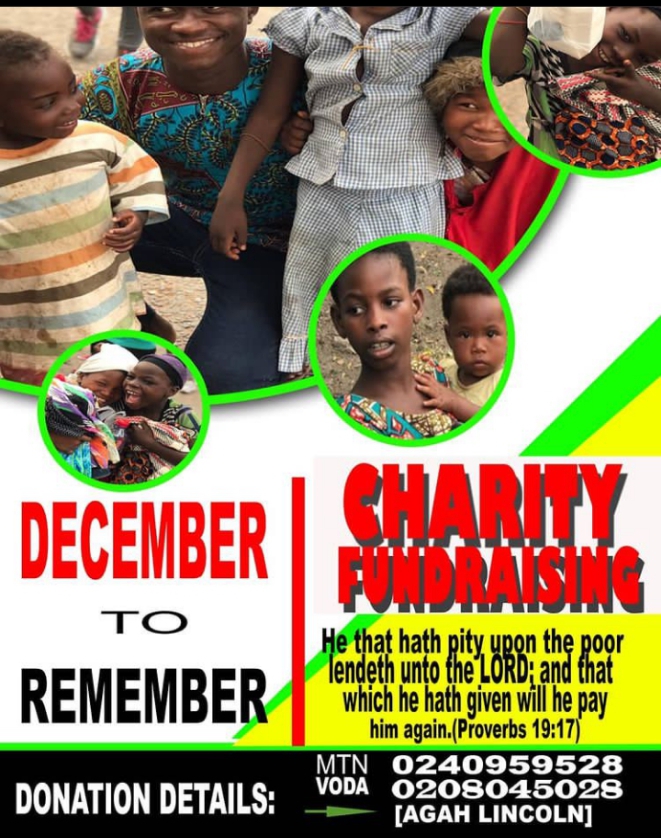 DECEMBER
TO
REMEMBER
CHARITY
FUNDRAISING
He that hath pity upon the poor
lendeth unto the LORD; and that
which he hath given will he pay
him again.(Proverbs 19:17)
DONATION DETAILS:
MTN 0240959528
VODA 0208045028
[AGAH LINCOLN]